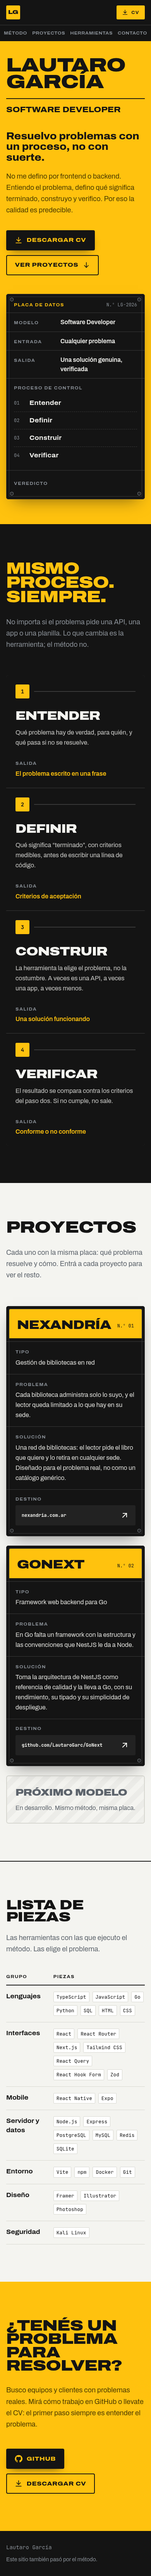 LG
CV
MÉTODO PROYECTOS HERRAMIENTAS CONTACTO
LAUTARO
GARCÍA
SOFTWARE DEVELOPER
Resuelvo problemas con
un proceso, no con
suerte.
No me defino por frontend o backend.
Entiendo el problema, defino qué significa
terminado, construyo y verifico. Por eso la
calidad es predecible.
DESCARGAR CV
VER PROYECTOS
PLACA DE DATOS N.° LG-2026
MODELO Software Developer
ENTRADA Cualquier problema
SALIDA Una solución genuina,
verificada
PROCESO DE CONTROL
01 Entender
02 Definir
03 Construir
04 Verificar
VEREDICTO
MISMO
PROCESO.
SIEMPRE.
No importa si el problema pide una API, una
app o una planilla. Lo que cambia es la
herramienta; el método no.
1
ENTENDER
Qué problema hay de verdad, para quién, y
qué pasa si no se resuelve.
SALIDA
El problema escrito en una frase
2
DEFINIR
Qué significa "terminado", con criterios
medibles, antes de escribir una línea de
código.
SALIDA
Criterios de aceptación
3
CONSTRUIR
La herramienta la elige el problema, no la
costumbre. A veces es una API, a veces
una app, a veces menos.
SALIDA
Una solución funcionando
4
VERIFICAR
El resultado se compara contra los criterios
del paso dos. Si no cumple, no sale.
SALIDA
Conforme o no conforme
PROYECTOS
Cada uno con la misma placa: qué problema
resuelve y cómo. Entrá a cada proyecto para
ver el resto.
NEXANDRÍA N.° 01
TIPO
Gestión de bibliotecas en red
PROBLEMA
Cada biblioteca administra solo lo suyo, y el
lector queda limitado a lo que hay en su
sede.
SOLUCIÓN
Una red de bibliotecas: el lector pide el libro
que quiere y lo retira en cualquier sede.
Diseñado para el problema real, no como un
catálogo genérico.
DESTINO
nexandria.com.ar
GONEXT N.° 02
TIPO
Framework web backend para Go
PROBLEMA
En Go falta un framework con la estructura y
las convenciones que NestJS le da a Node.
SOLUCIÓN
Toma la arquitectura de NestJS como
referencia de calidad y la lleva a Go, con su
rendimiento, su tipado y su simplicidad de
despliegue.
DESTINO
github.com/LautaroGarc/GoNext
PRÓXIMO MODELO
En desarrollo. Mismo método, misma placa.
LISTA DE
PIEZAS
Las herramientas con las que ejecuto el
método. Las elige el problema.
GRUPO PIEZAS
Lenguajes TypeScript JavaScript Go
Python SQL HTML CSS
Interfaces React React Router
Next.js Tailwind CSS
React Query
React Hook Form Zod
Mobile React Native Expo
Servidor y
datos
Node.js Express
PostgreSQL MySQL Redis
SQLite
Entorno Vite npm Docker Git
Diseño Framer Illustrator
Photoshop
Seguridad Kali Linux
¿TENÉS UN
PROBLEMA
PARA
RESOLVER?
Busco equipos y clientes con problemas
reales. Mirá cómo trabajo en GitHub o llevate
el CV: el primer paso siempre es entender el
problema.
GITHUB
DESCARGAR CV
Lautaro García
Este sitio también pasó por el método.